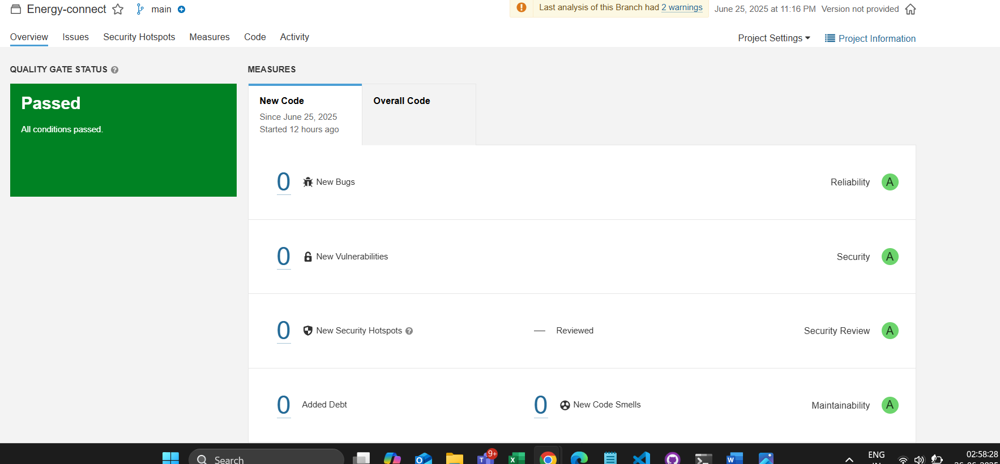 Energy-connect main
Last analysis of this Branch had 2 warnings June 25, 2025 at 11:16 PM Version not provided
Overview Issues Security Hotspots Measures Code Activity
Project Settings Project Information
QUALITY GATE STATUS ?
MEASURES
Passed
All conditions passed.
New Code
Since June 25, 2025
Started 12 hours ago
Overall Code
0 New Bugs Reliability A
0 New Vulnerabilities Security A
0 New Security Hotspots ? — Reviewed Security Review A
0 Added Debt 0 New Code Smells Maintainability A
Search
9+
ENG
02:58:28